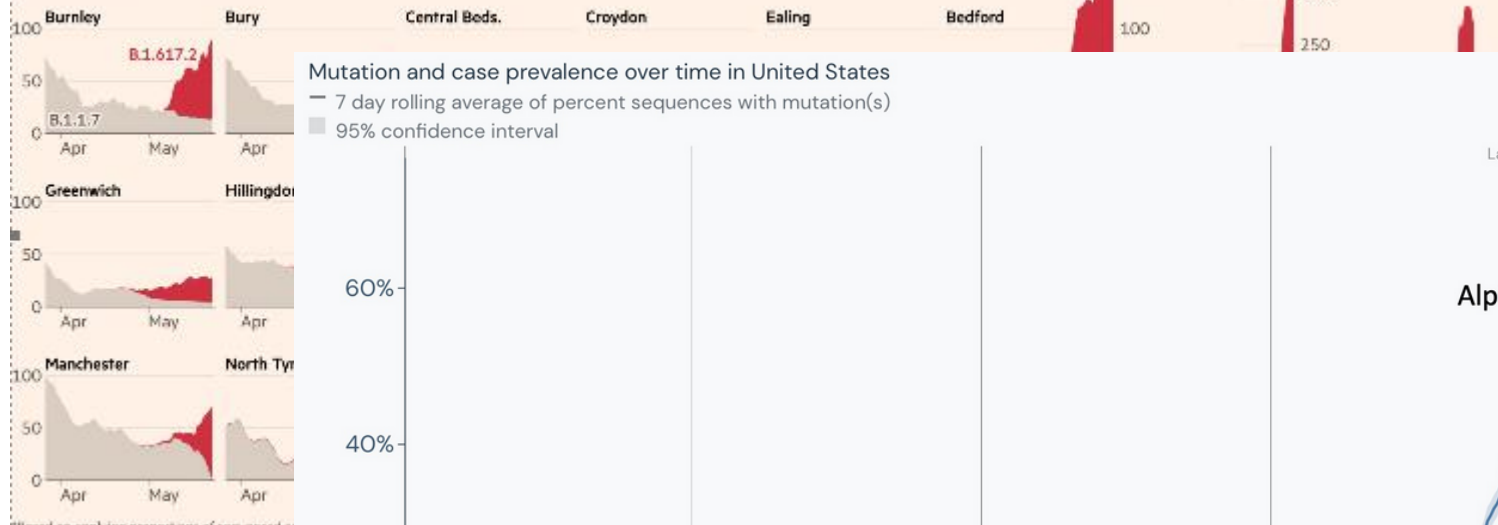 Burnley Bury Central Beds. Croydon Ealing Bedford
100 100
B.1.617.2 250
50
B.1.1.7
0
Apr May Apr
Mutation and case prevalence over time in United States
7 day rolling average of percent sequences with mutation(s)
95% confidence interval
Greenwich
100
50
0
Apr May Apr
Manchester
100
50
0
Apr May Apr
60%
40%